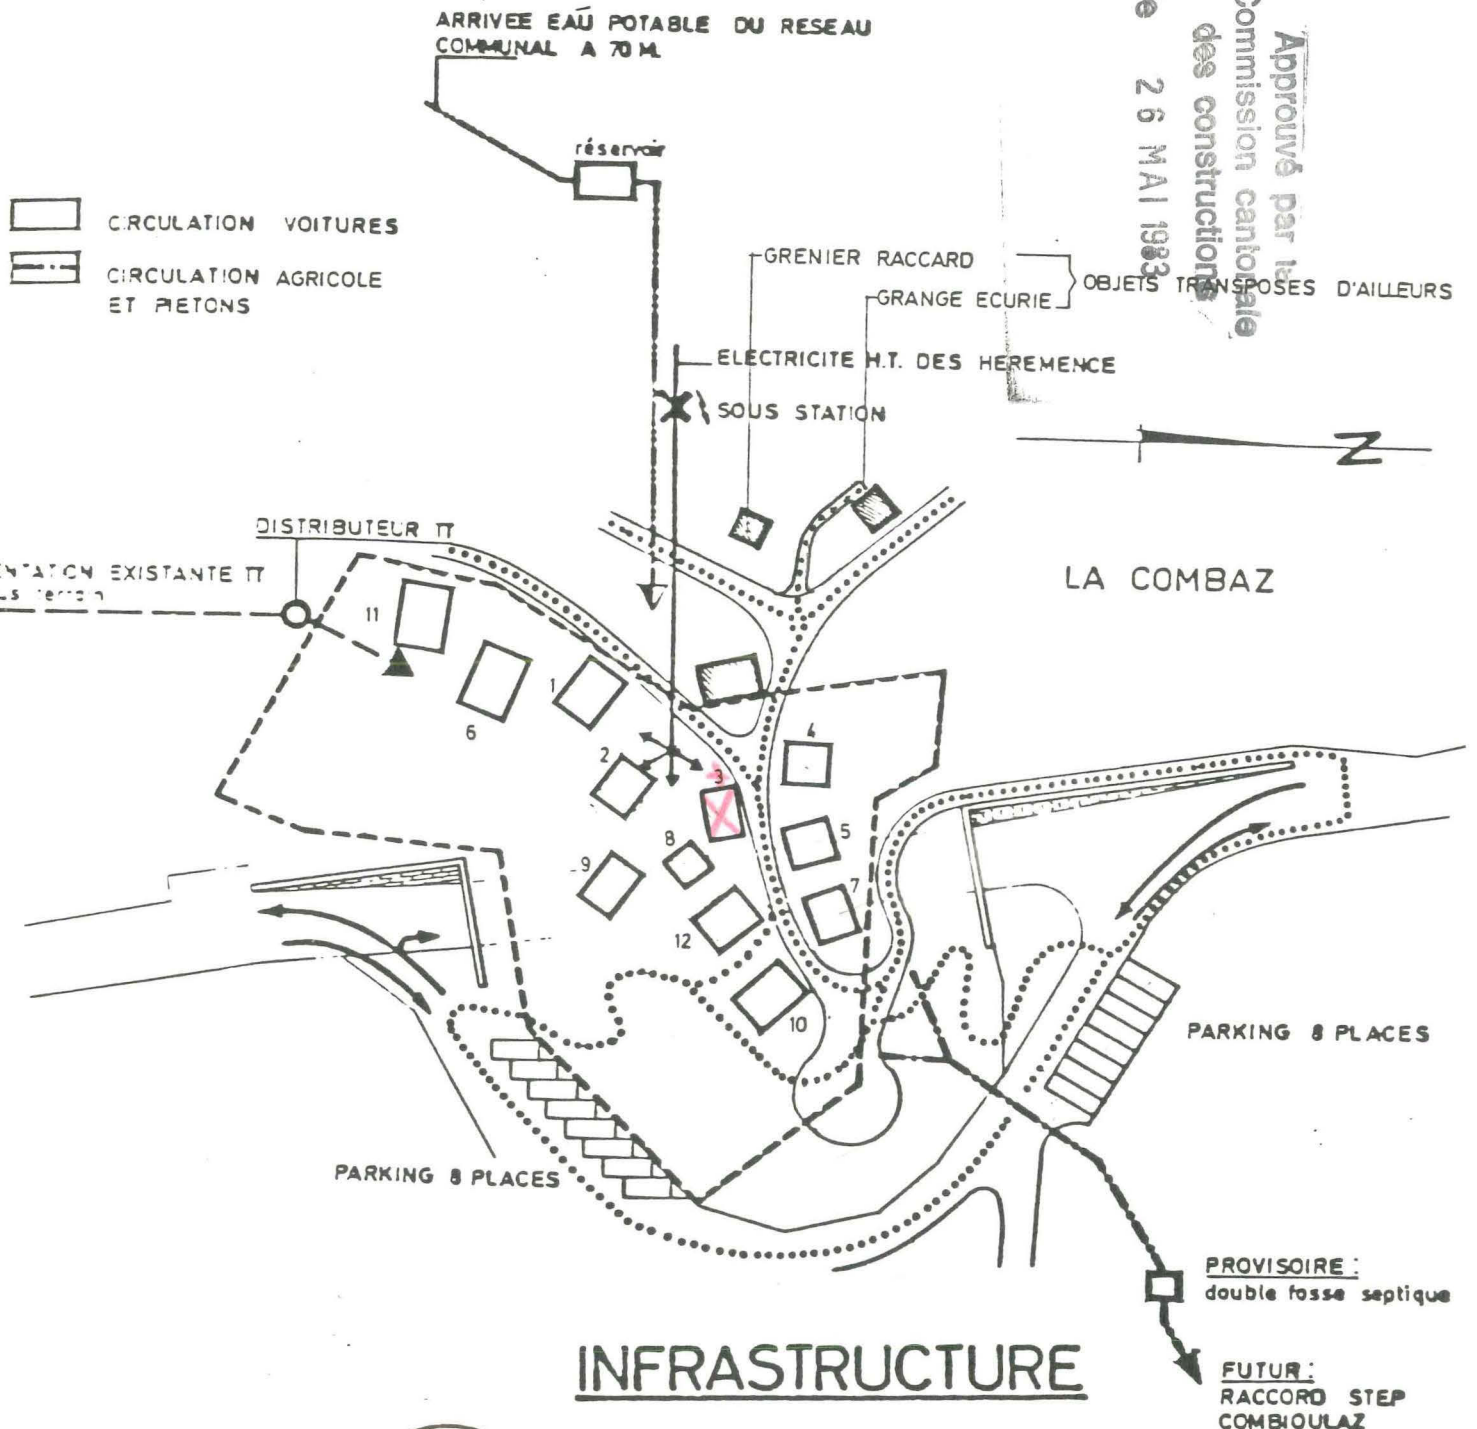 ARRIVEE EAU POTABLE DU RESEAU
COMMUNAL A 70 M.
Approuvé par la
Commission cantonale
des constructions
26 MAI 1983
réservoir
CIRCULATION VOITURES
CIRCULATION AGRICOLE
ET PIETONS
GRENIER RACCARD
GRANGE ECURIE
OBJETS TRANSPOSES D'AILLEURS
ELECTRICITE H.T. DES HEREMENCE
SOUS STATION
N
DISTRIBUTEUR TT
ENTATION EXISTANTE TT
us terrain
LA COMBAZ
11
6
1
2
3
4
5
7
8
9
12
10
PARKING 8 PLACES
PARKING 8 PLACES
PROVISOIRE :
double fosse septique
INFRASTRUCTURE
FUTUR :
RACCORD STEP
COMBIOULAZ